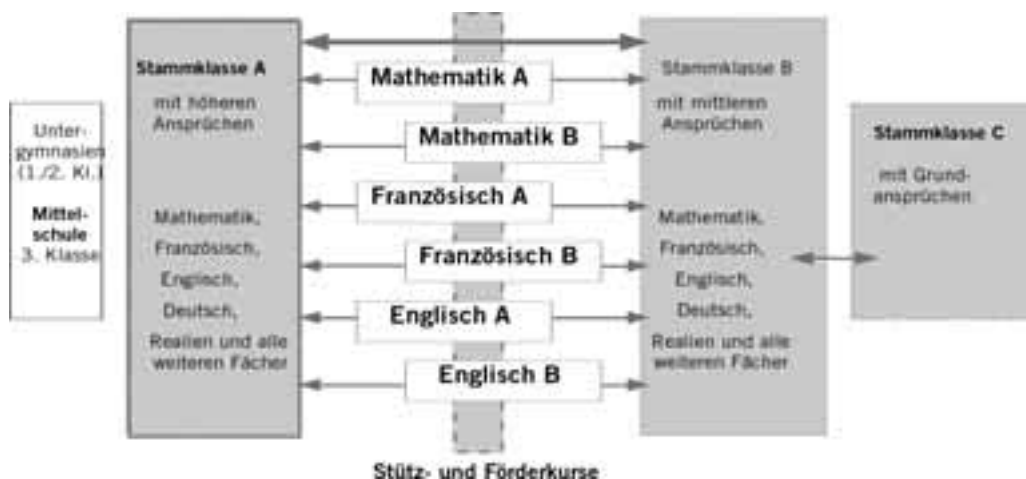 Unter-
gymnasien
(1./2. Kl.)
Mittel-
schule
3. Klasse
Stammklasse A
mit höheren
Ansprüchen
Mathematik,
Französisch,
Englisch,
Deutsch,
Realien und alle
weiteren Fächer
Mathematik A
Mathematik B
Französisch A
Französisch B
Englisch A
Englisch B
Stütz- und Förderkurse
Stammklasse B
mit mittleren
Ansprüchen
Mathematik,
Französisch,
Englisch,
Deutsch,
Realien und alle
weiteren Fächer
Stammklasse C
mit Grund-
ansprüchen